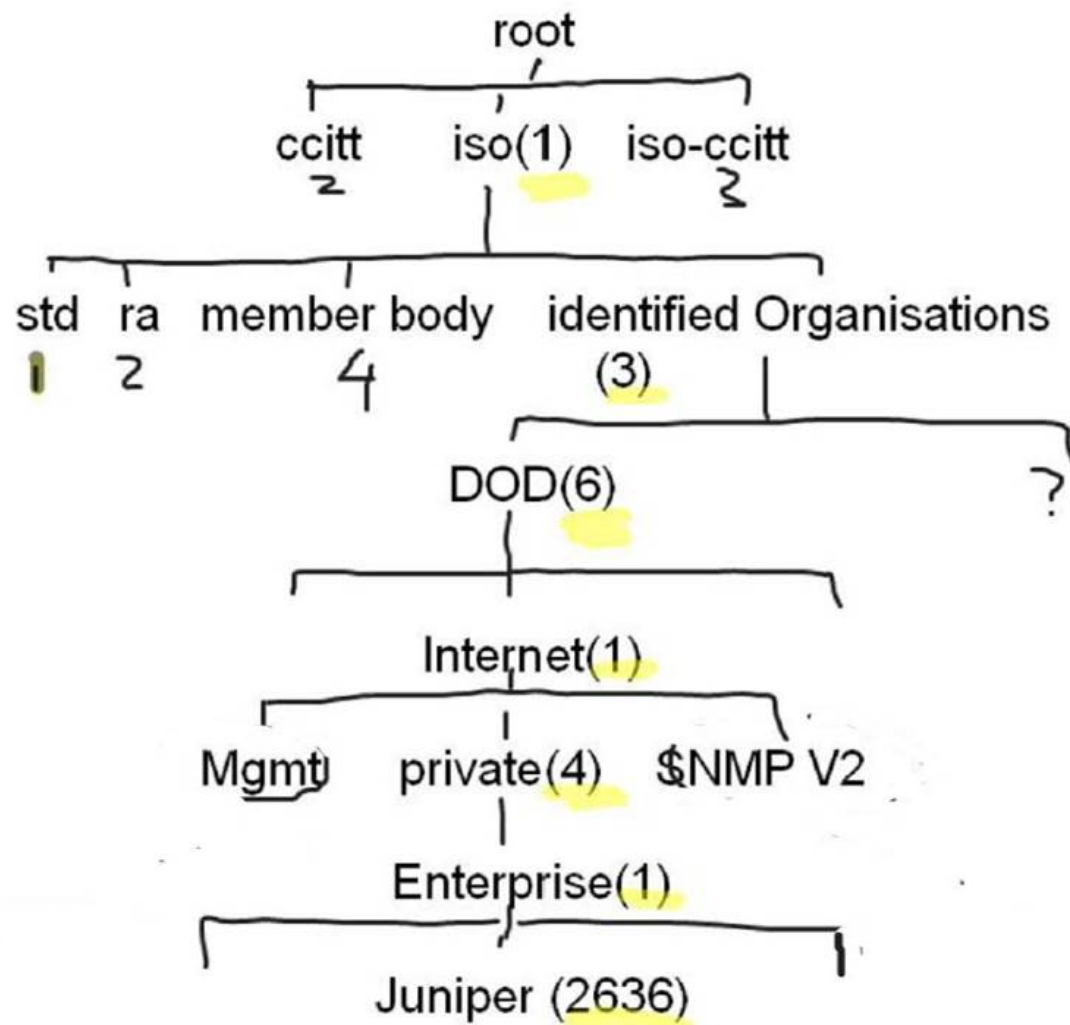 root
ccitt iso(1) iso-ccitt
2 3
std ra member body identified Organisations
1 2 4 (3)
DOD(6) ?
Internet(1)
Mgmt private(4) $NMP V2
Enterprise(1)
Juniper (2636)